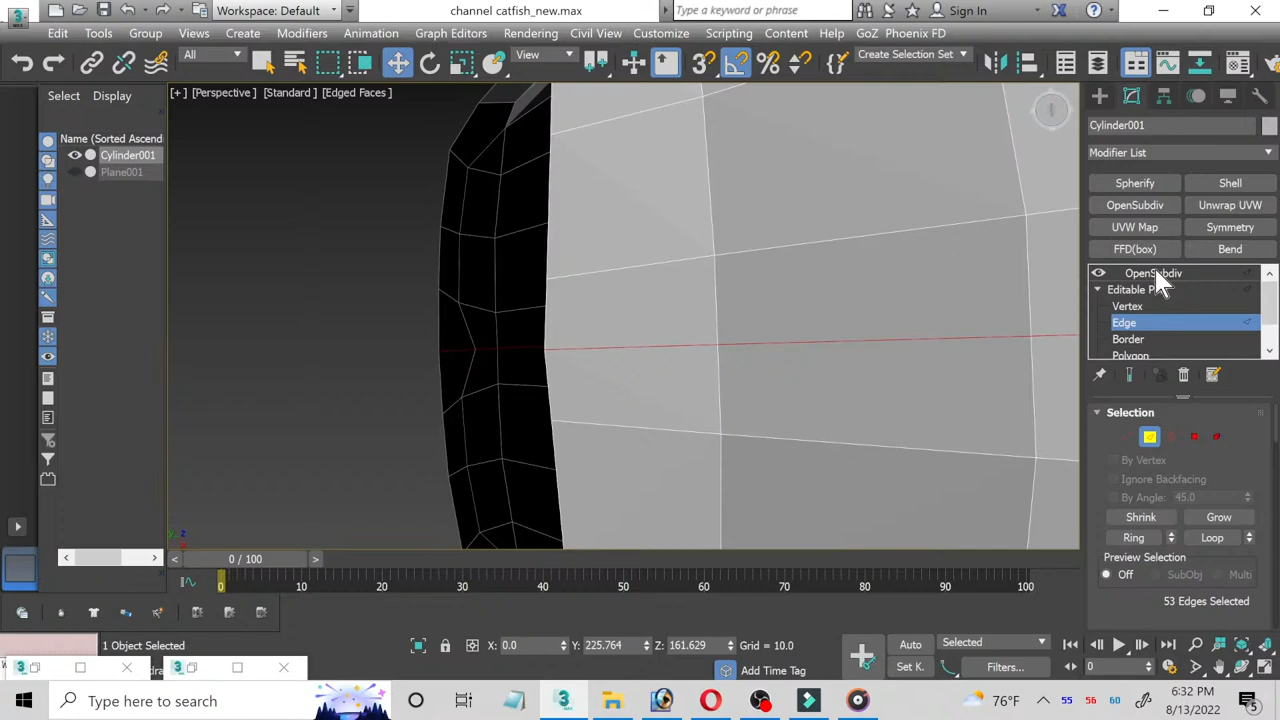 Workspaces: Default
channel catfish_new.max
Type a keyword or phrase
Sign In
Edit Tools Group Views Create Modifiers Animation Graph Editors Rendering Civil View Customize Scripting Content Help GoZ Phoenix FD
All
View
Create Selection Set
Select Display
[+] [Perspective] [Standard] [Edged Faces]
Name (Sorted Ascend
Cylinder001
Plane001
Cylinder001
Modifier List
Spherify Shell
OpenSubdiv Unwrap UVW
UVW Map Symmetry
FFD(box) Bend
OpenSubdiv
Vertex
Edge
Border
Polygon
Selection
By Vertex
Ignore Backfacing
By Angle: 45.0
Shrink Grow
Ring Loop
Preview Selection
Off SubObj Multi
53 Edges Selected
0 / 100
0 10 20 30 40 50 60 70 80 90 100
1 Object Selected
X: 0.0 Y: 225.764 Z: 161.629 Grid = 10.0
Add Time Tag
Auto Selected
Set K. Filters...
0
Type here to search
76°F
55 56 60
6:32 PM
8/13/2022
5